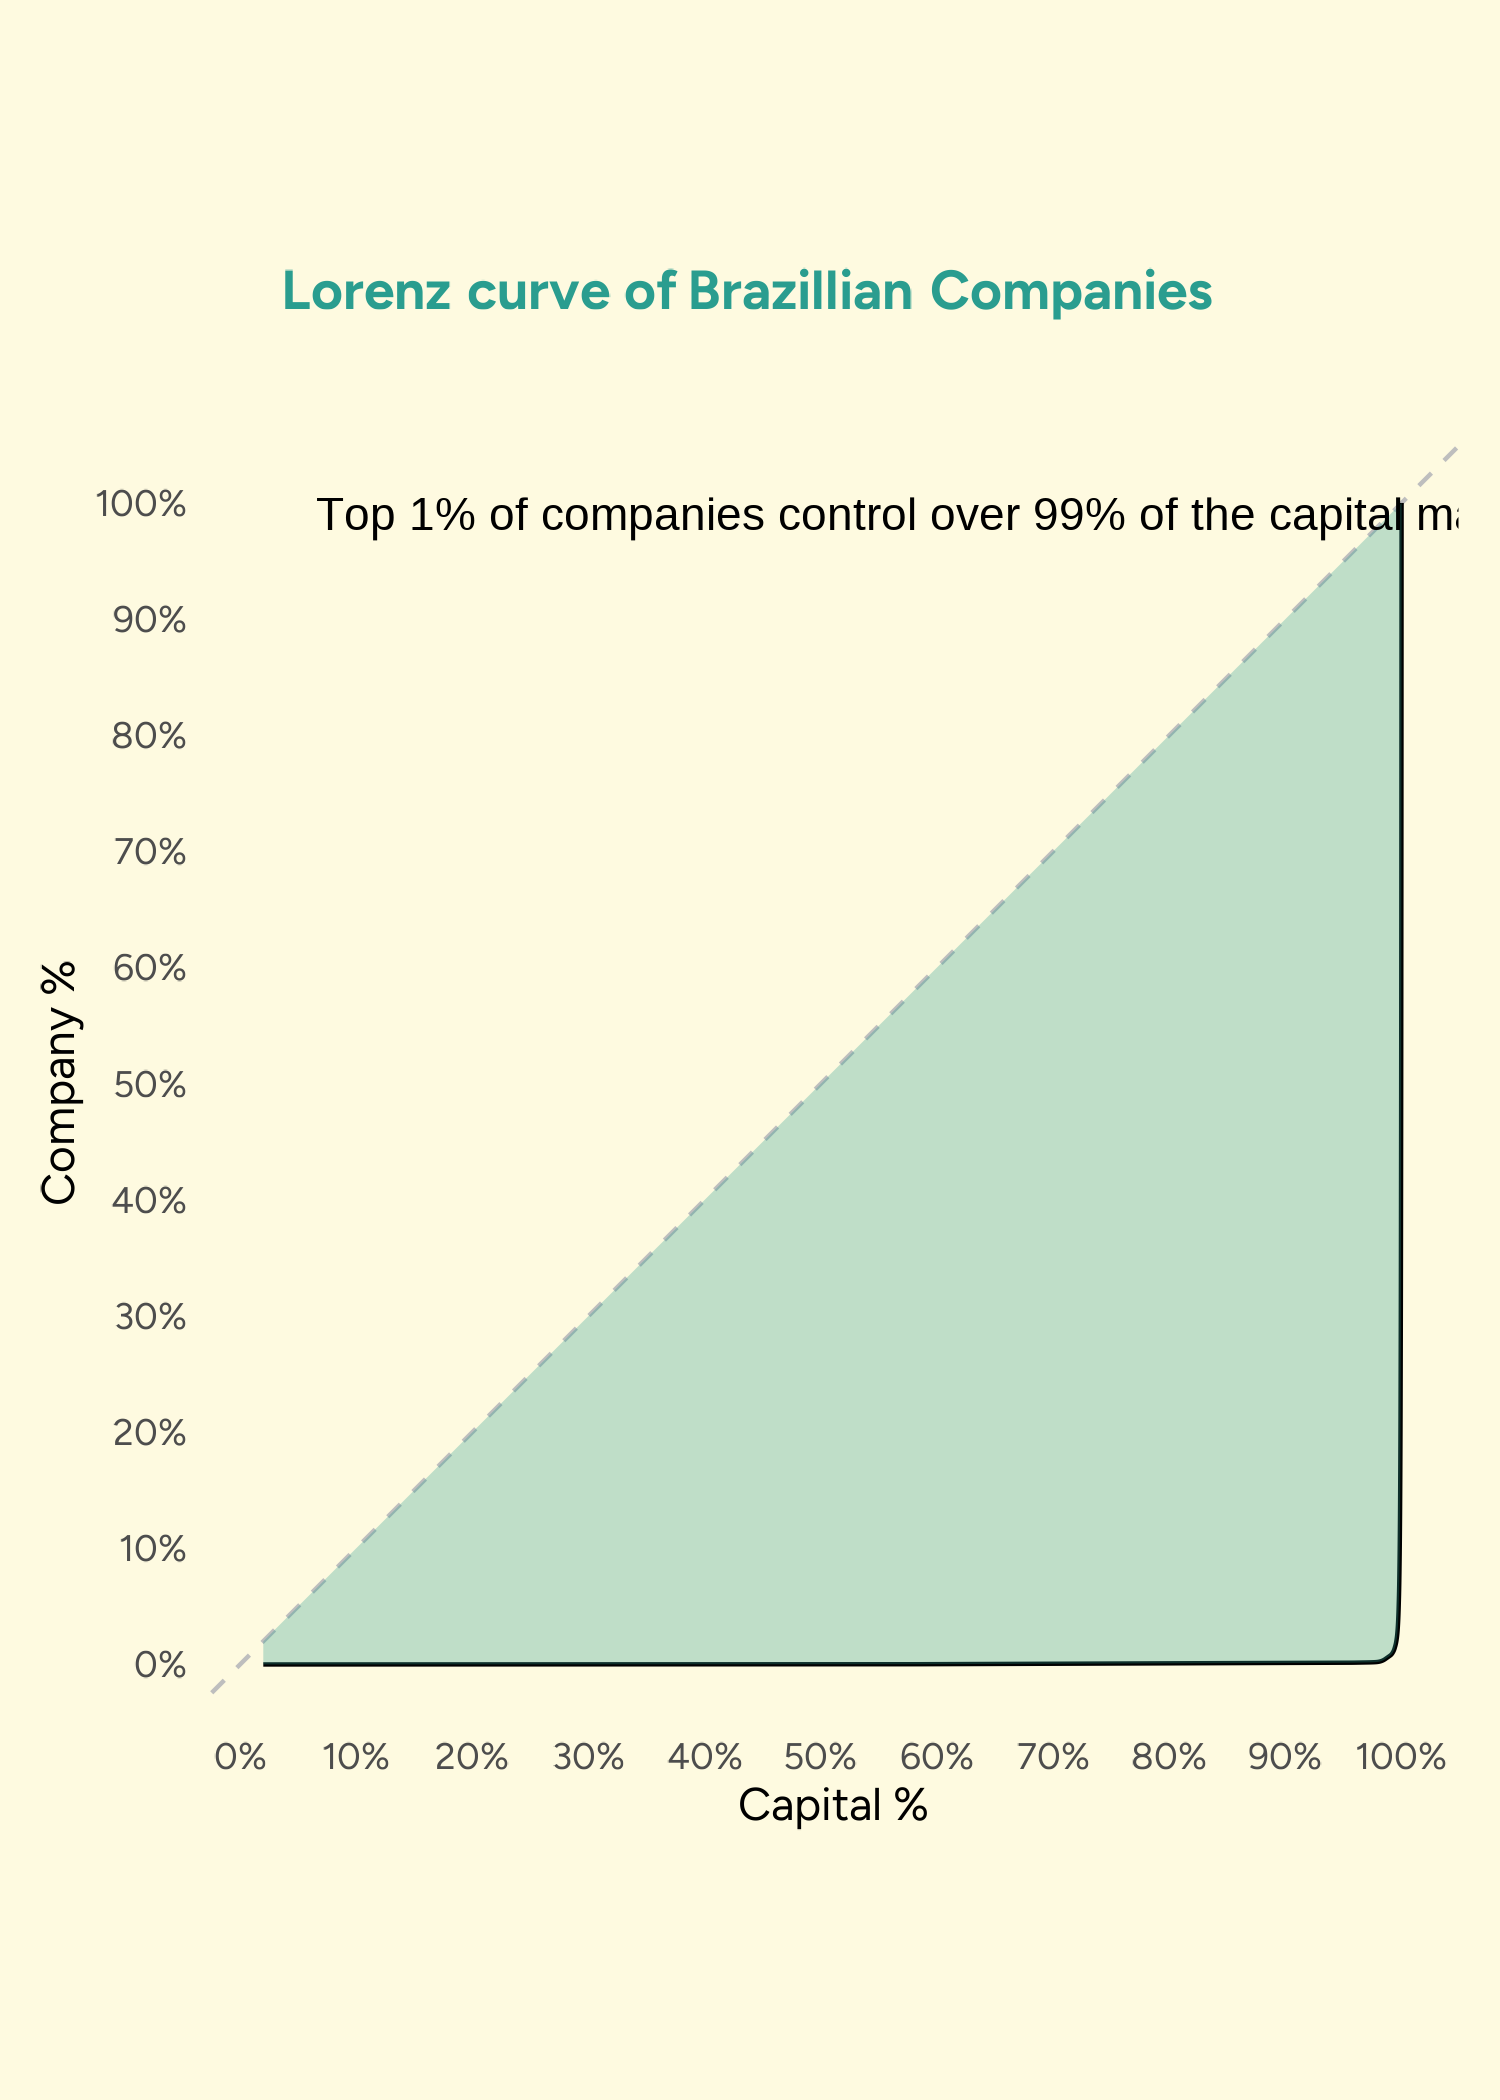 Lorenz curve of Brazillian Companies
Top 1% of companies control over 99% of the capital
100%
90%
80%
70%
60%
50%
40%
30%
20%
10%
0%
Company %
0% 10% 20% 30% 40% 50% 60% 70% 80% 90% 100%
Capital %